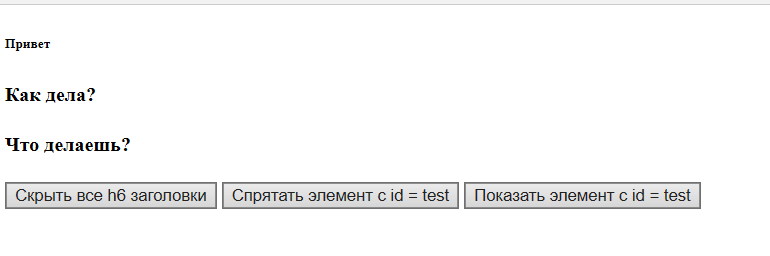 Привет
Как дела?
Что делаешь?
Скрыть все h6 заголовки Спрятать элемент с id = test Показать элемент с id = test